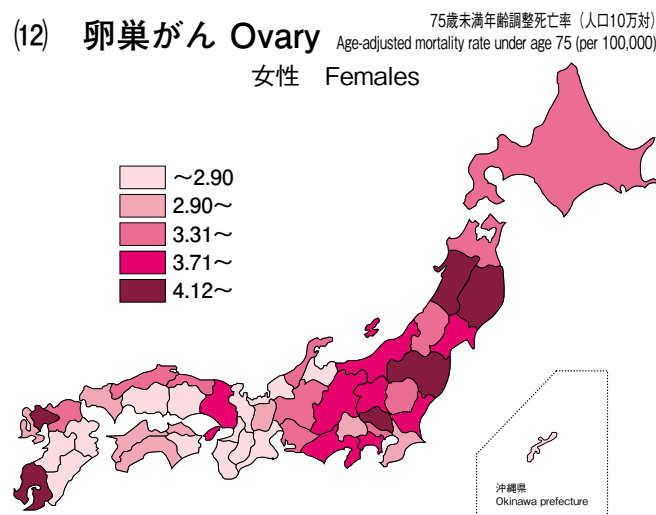 ⑿ 卵巣がん Ovary
75歳未満年齢調整死亡率（人口10万対）
Age-adjusted mortality rate under age 75 (per 100,000)
女性 Females
～2.90
2.90～
3.31～
3.71～
4.12～
沖縄県
Okinawa prefecture